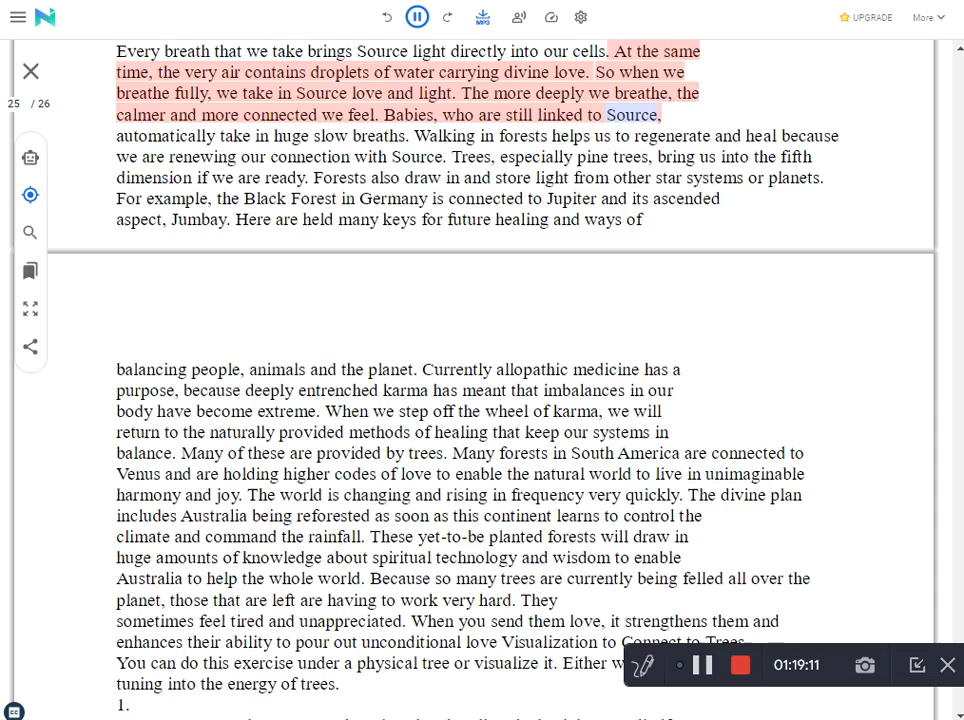 MP3
UPGRADE
More
Every breath that we take brings Source light directly into our cells. At the same
time, the very air contains droplets of water carrying divine love. So when we
25 / 26
breathe fully, we take in Source love and light. The more deeply we breathe, the
calmer and more connected we feel. Babies, who are still linked to Source,
automatically take in huge slow breaths. Walking in forests helps us to regenerate and heal because
we are renewing our connection with Source. Trees, especially pine trees, bring us into the fifth
dimension if we are ready. Forests also draw in and store light from other star systems or planets.
For example, the Black Forest in Germany is connected to Jupiter and its ascended
aspect, Jumbay. Here are held many keys for future healing and ways of
balancing people, animals and the planet. Currently allopathic medicine has a
purpose, because deeply entrenched karma has meant that imbalances in our
body have become extreme. When we step off the wheel of karma, we will
return to the naturally provided methods of healing that keep our systems in
balance. Many of these are provided by trees. Many forests in South America are connected to
Venus and are holding higher codes of love to enable the natural world to live in unimaginable
harmony and joy. The world is changing and rising in frequency very quickly. The divine plan
includes Australia being reforested as soon as this continent learns to control the
climate and command the rainfall. These yet-to-be planted forests will draw in
huge amounts of knowledge about spiritual technology and wisdom to enable
Australia to help the whole world. Because so many trees are currently being felled all over the
planet, those that are left are having to work very hard. They
sometimes feel tired and unappreciated. When you send them love, it strengthens them and
enhances their ability to pour out unconditional love Visualization to Connect to Trees
You can do this exercise under a physical tree or visualize it. Either
01:19:11
tuning into the energy of trees.
1.